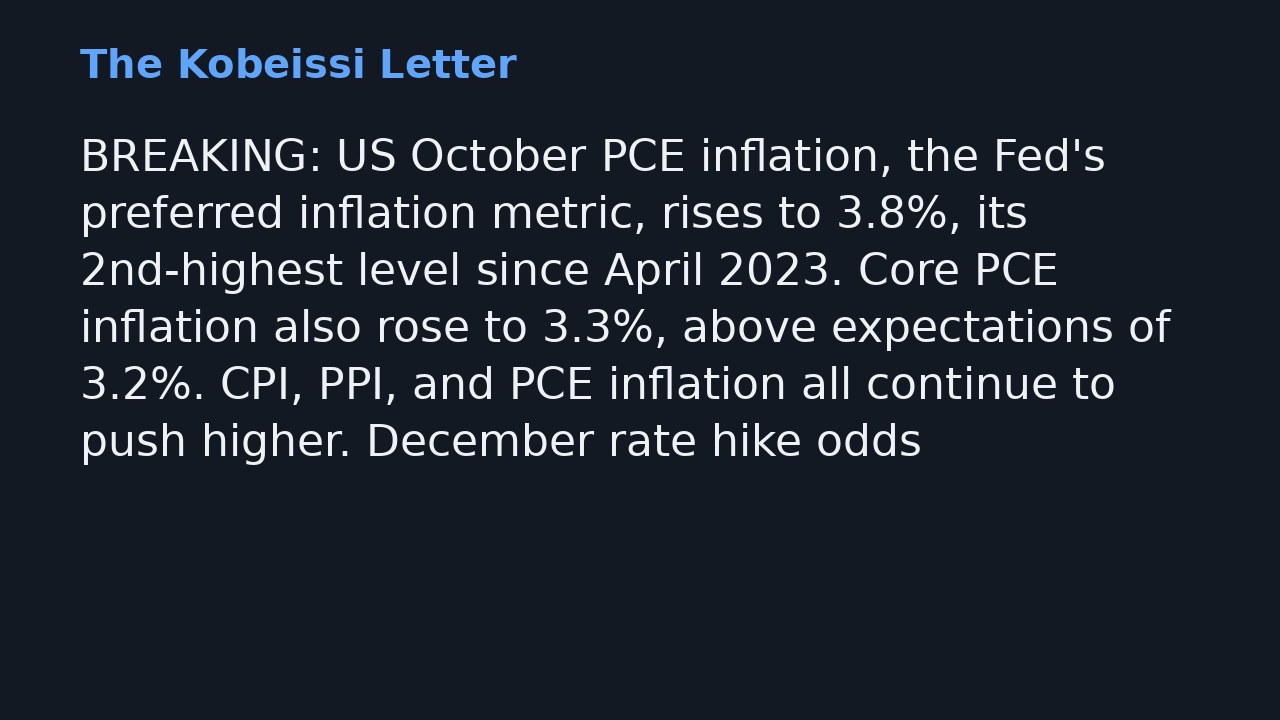 The Kobeissi Letter
BREAKING: US October PCE inflation, the Fed's
preferred inflation metric, rises to 3.8%, its
2nd-highest level since April 2023. Core PCE
inflation also rose to 3.3%, above expectations of
3.2%. CPI, PPI, and PCE inflation all continue to
push higher. December rate hike odds